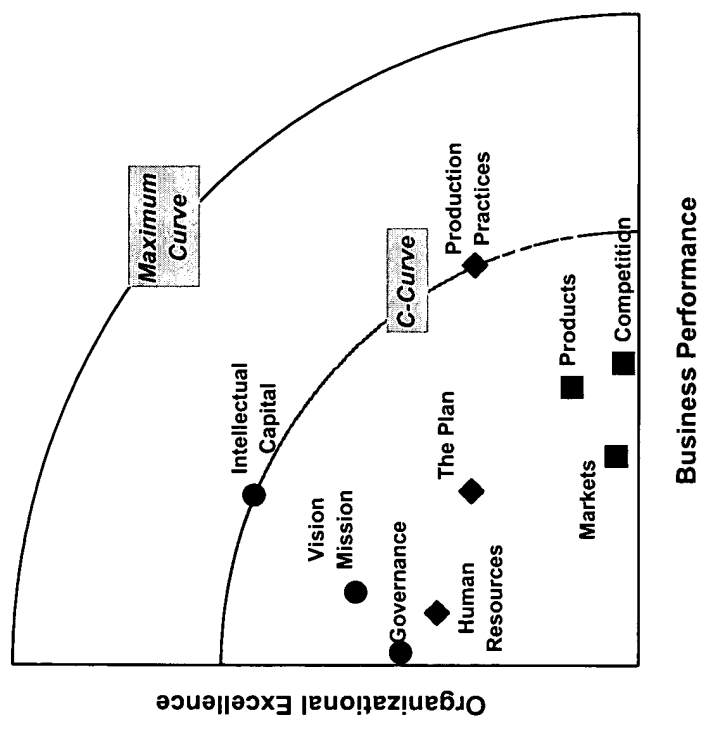 Maximum
Curve
C-Curve
Production
Practices
Intellectual
Capital
Vision
Mission
The Plan
Products
Competition
Governance
Human
Resources
Markets
Organizational Excellence
Business Performance